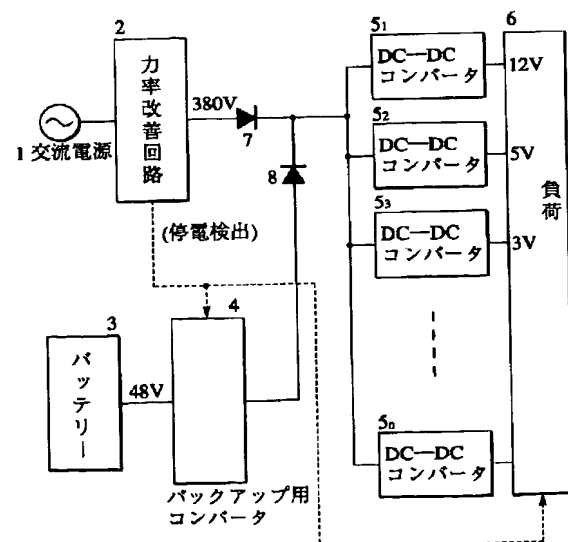 2
力率改善回路
1 交流電源
380V
7
8
(停電検出)
3
バッテリー
48V
4
バックアップ用
コンバータ
5₁
DC—DC
コンバータ
12V
5₂
DC—DC
コンバータ
5V
5₃
DC—DC
コンバータ
3V
5ₙ
DC—DC
コンバータ
6
負荷